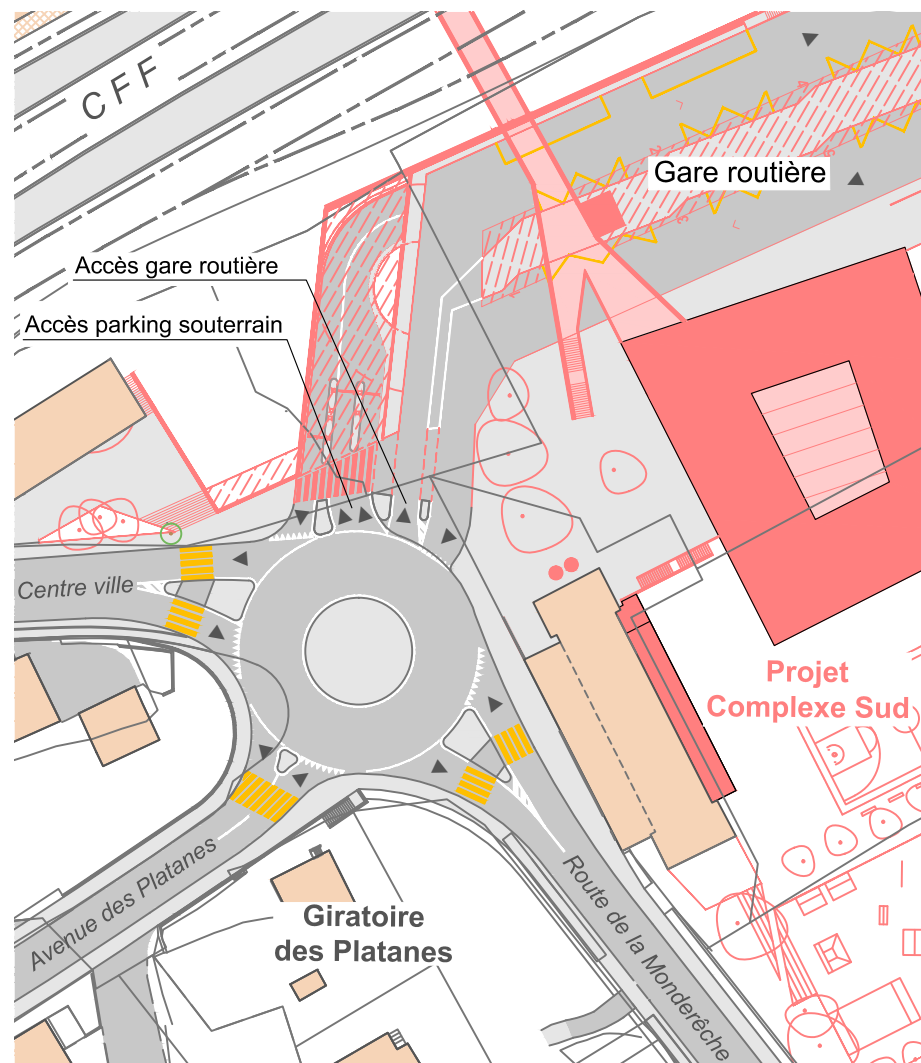 CFF
Gare routière
Accès gare routière
Accès parking souterrain
Centre ville
Projet
Complexe Sud
Avenue des Platanes
Giratoire
des Platanes
Route de la Monderêche